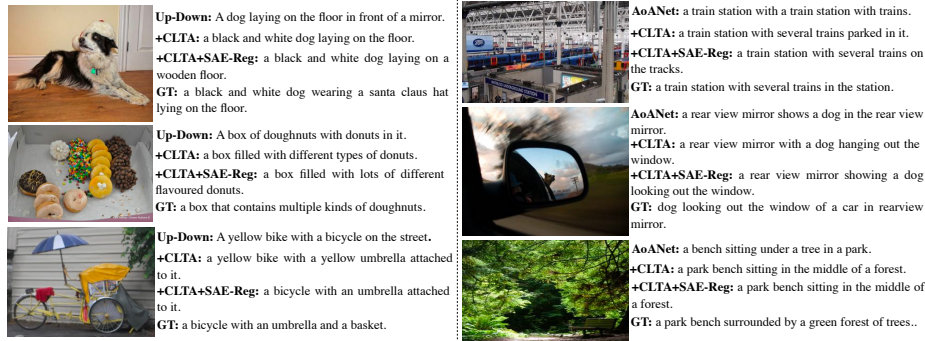 Up-Down: A dog laying on the floor in front of a mirror.
+CLTA: a black and white dog laying on the floor.
+CLTA+SAE-Reg: a black and white dog laying on a
wooden floor.
GT: a black and white dog wearing a santa claus hat
lying on the floor.
Up-Down: A box of doughnuts with donuts in it.
+CLTA: a box filled with different types of donuts.
+CLTA+SAE-Reg: a box filled with lots of different
flavoured donuts.
GT: a box that contains multiple kinds of doughnuts.
Up-Down: A yellow bike with a bicycle on the street.
+CLTA: a yellow bike with a yellow umbrella attached
to it.
+CLTA+SAE-Reg: a bicycle with an umbrella attached
to it.
GT: a bicycle with an umbrella and a basket.
AoANet: a train station with a train station with trains.
+CLTA: a train station with several trains parked in it.
+CLTA+SAE-Reg: a train station with several trains on
the tracks.
GT: a train station with several trains in the station.
AoANet: a rear view mirror shows a dog in the rear view
mirror.
+CLTA: a rear view mirror with a dog hanging out the
window.
+CLTA+SAE-Reg: a rear view mirror showing a dog
looking out the window.
GT: dog looking out the window of a car in rearview
mirror.
AoANet: a bench sitting under a tree in a park.
+CLTA: a park bench sitting in the middle of a forest.
+CLTA+SAE-Reg: a park bench sitting in the middle of
a forest.
GT: a park bench surrounded by a green forest of trees..